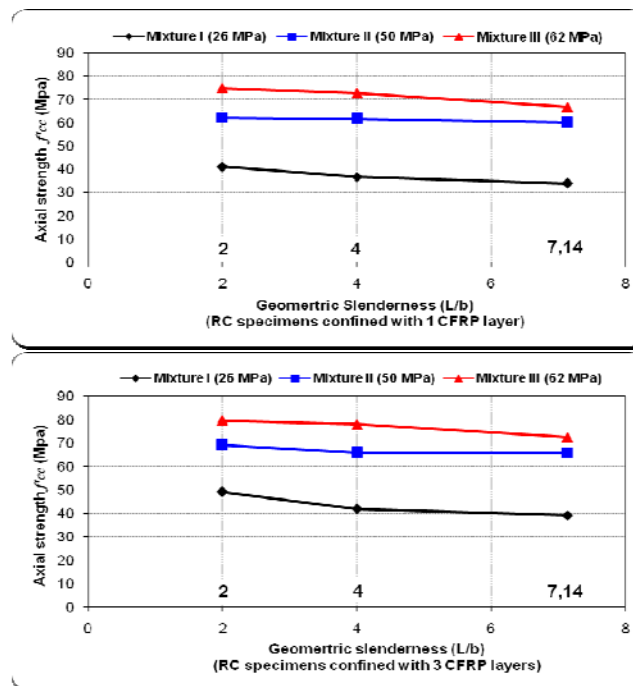 Mixture I (26 MPa) Mixture II (50 MPa) Mixture III (62 MPa)
90
80
70
60
50
40
30
20
10
0
Axial strength f'cc (Mpa)
2 4 7,14
0 2 4 6 8
Geomertric Slenderness (L/b)
(RC specimens confined with 1 CFRP layer)
Mixture I (26 MPa) Mixture II (50 MPa) Mixture III (62 MPa)
90
80
70
60
50
40
30
20
10
0
Axial strength f'cc (Mpa)
2 4 7,14
0 2 4 6 8
Geometric slenderness (L/b)
(RC specimens confined with 3 CFRP layers)